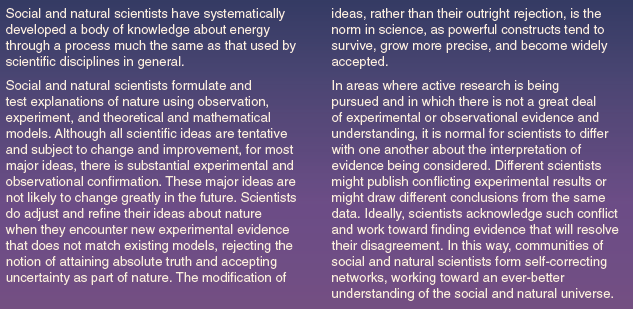 Social and natural scientists have systematically
developed a body of knowledge about energy
through a process much the same as that used by
scientific disciplines in general.
Social and natural scientists formulate and
test explanations of nature using observation,
experiment, and theoretical and mathematical
models. Although all scientific ideas are tentative
and subject to change and improvement, for most
major ideas, there is substantial experimental and
observational confirmation. These major ideas are
not likely to change greatly in the future. Scientists
do adjust and refine their ideas about nature
when they encounter new experimental evidence
that does not match existing models, rejecting the
notion of attaining absolute truth and accepting
uncertainty as part of nature. The modification of
ideas, rather than their outright rejection, is the
norm in science, as powerful constructs tend to
survive, grow more precise, and become widely
accepted.
In areas where active research is being
pursued and in which there is not a great deal
of experimental or observational evidence and
understanding, it is normal for scientists to differ
with one another about the interpretation of
evidence being considered. Different scientists
might publish conflicting experimental results or
might draw different conclusions from the same
data. Ideally, scientists acknowledge such conflict
and work toward finding evidence that will resolve
their disagreement. In this way, communities of
social and natural scientists form self-correcting
networks, working toward an ever-better
understanding of the social and natural universe.